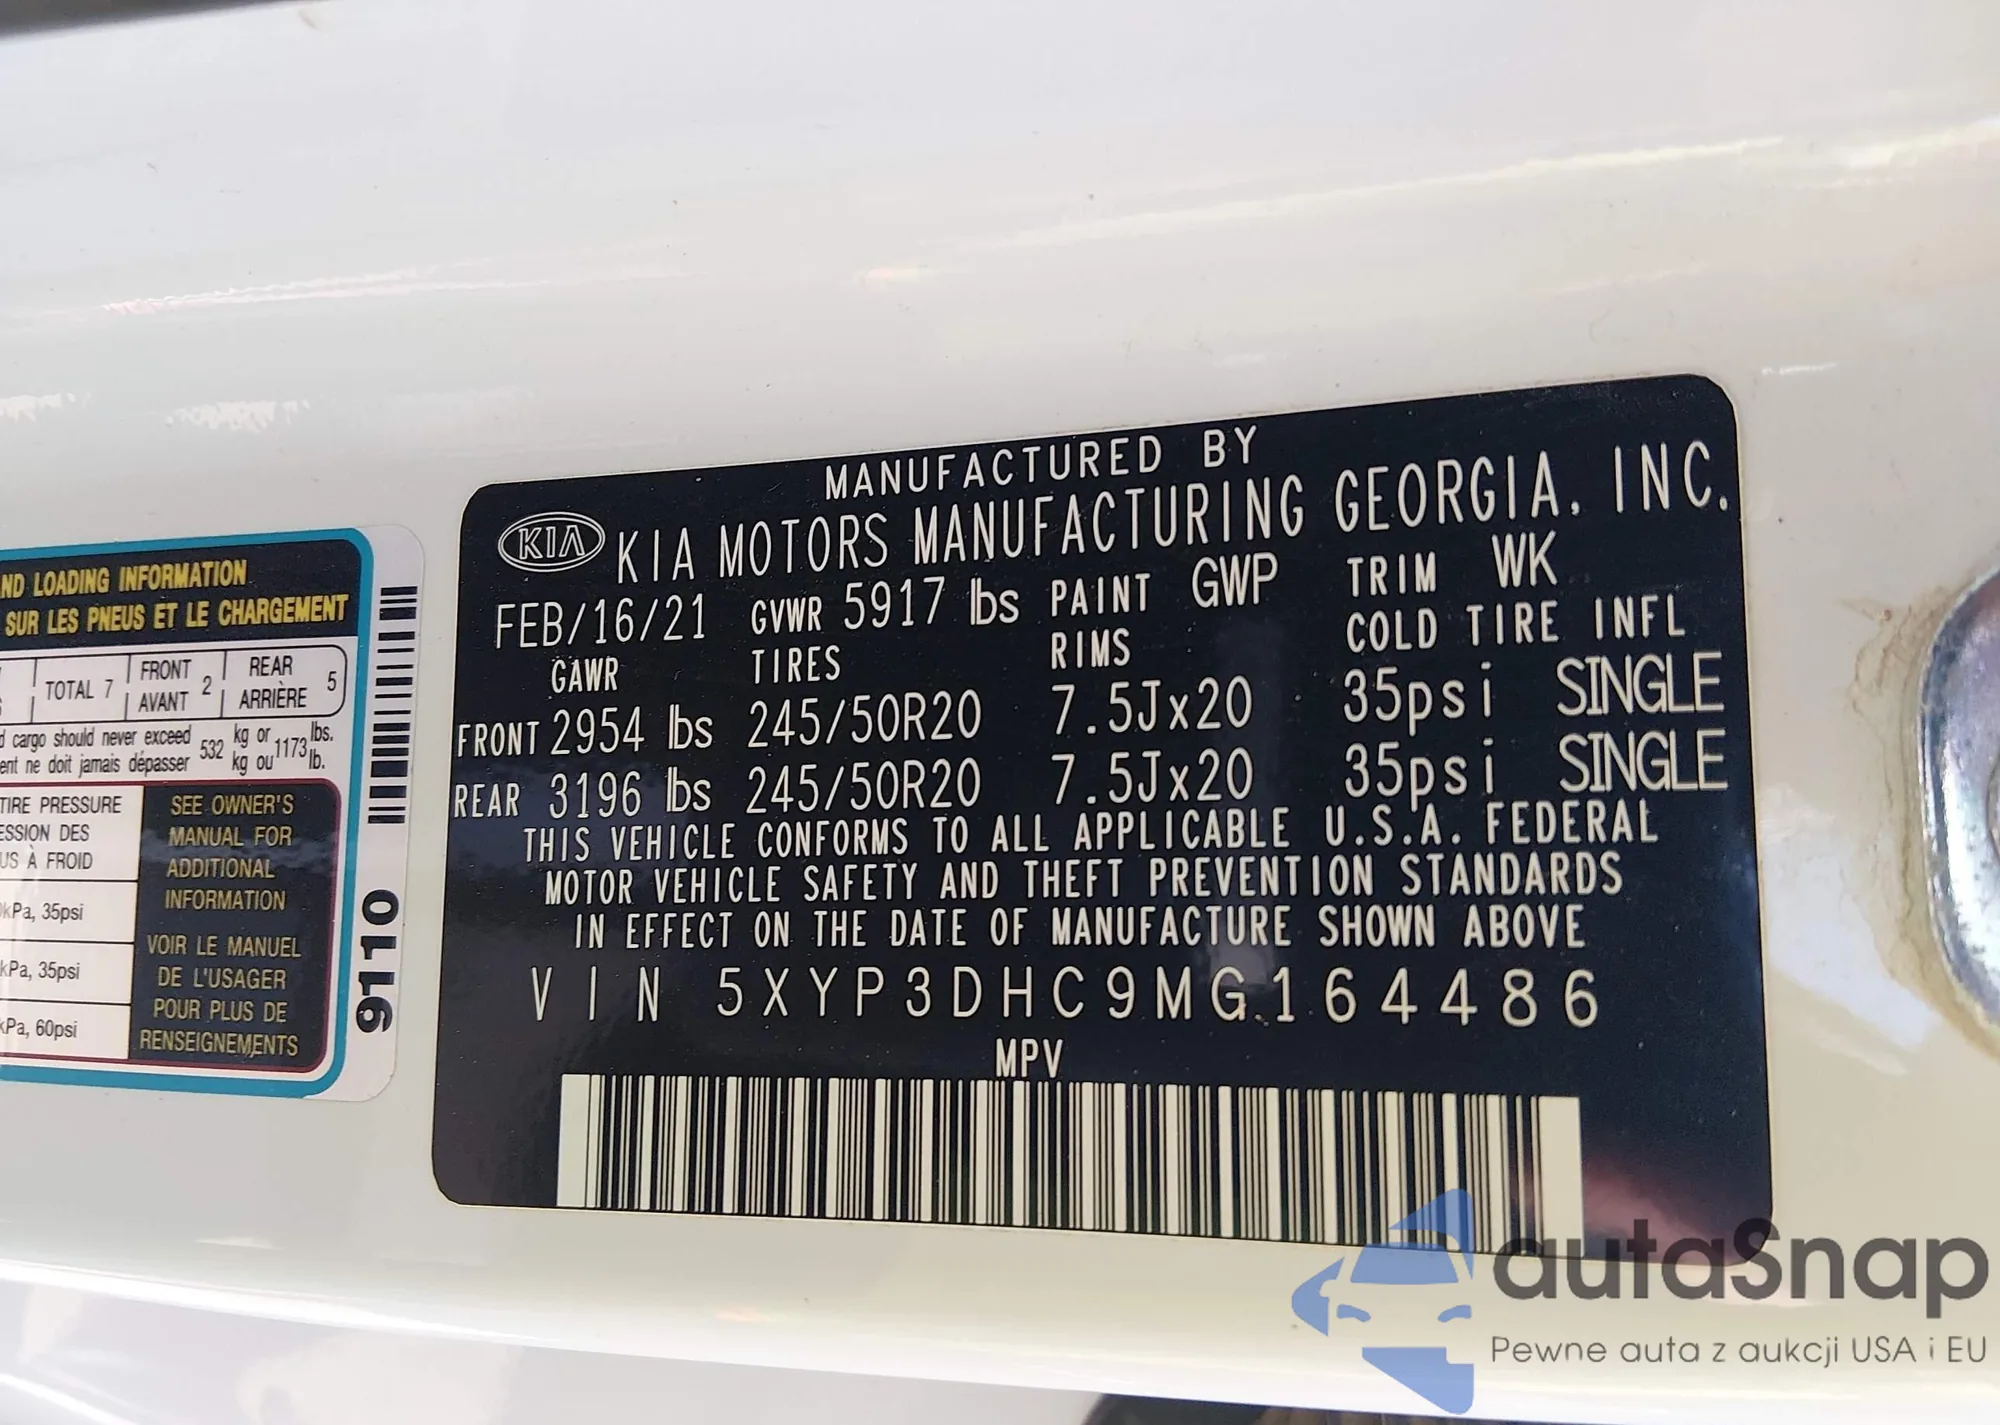 ND LOADING INFORMATION
SUR LES PNEUS ET LE CHARGEMENT
TOTAL 7
FRONT
AVANT
2
REAR
ARRIÈRE
5
d cargo should never exceed
ent ne doit jamais dépasser
532
kg or
kg ou
1173
lbs.
lb.
TIRE PRESSURE
ESSION DES
US À FROID
kPa, 35psi
kPa, 35psi
kPa, 60psi
SEE OWNER'S
MANUAL FOR
ADDITIONAL
INFORMATION
VOIR LE MANUEL
DE L'USAGER
POUR PLUS DE
RENSEIGNEMENTS
9110
MANUFACTURED BY
KIA KIA MOTORS MANUFACTURING GEORGIA, INC.
FEB/16/21 GVWR 5917 lbs PAINT GWP TRIM WK
GAWR TIRES RIMS COLD TIRE INFL
FRONT 2954 lbs 245/50R20 7.5Jx20 35psi SINGLE
REAR 3196 lbs 245/50R20 7.5Jx20 35psi SINGLE
THIS VEHICLE CONFORMS TO ALL APPLICABLE U.S.A. FEDERAL
MOTOR VEHICLE SAFETY AND THEFT PREVENTION STANDARDS
IN EFFECT ON THE DATE OF MANUFACTURE SHOWN ABOVE
VIN 5XYP3DHC9MG164486
MPV
autaSnap
Pewne auta z aukcji USA i EU